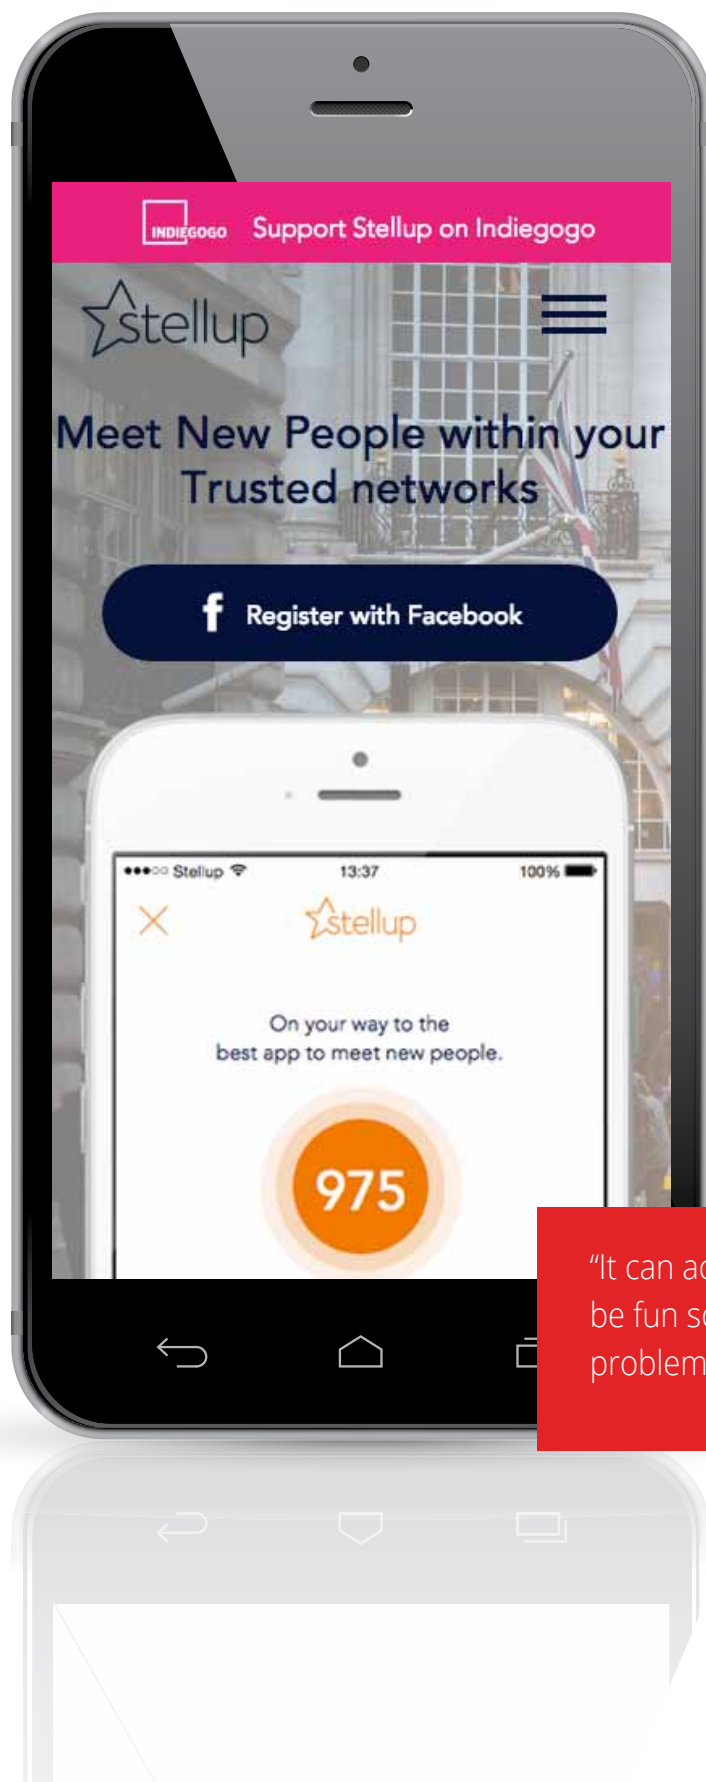 INDIEGOGO Support Stellup on Indiegogo
stellup
Meet New People within your
Trusted networks
f Register with Facebook
Stellup 13:37 100%
stellup
On your way to the
best app to meet new people.
975
“It can
be fun
problem